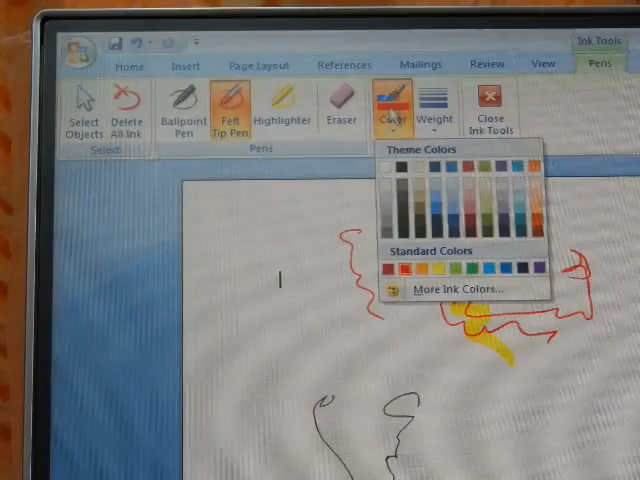 Ink Tools
Home Insert Page Layout References Mailings Review View Pens
Select Objects
Delete All Ink
Ballpoint Pen
Felt Tip Pen
Highlighter
Eraser
Color
Weight
Close Ink Tools
Select
Pens
Theme Colors
Standard Colors
More Ink Colors...